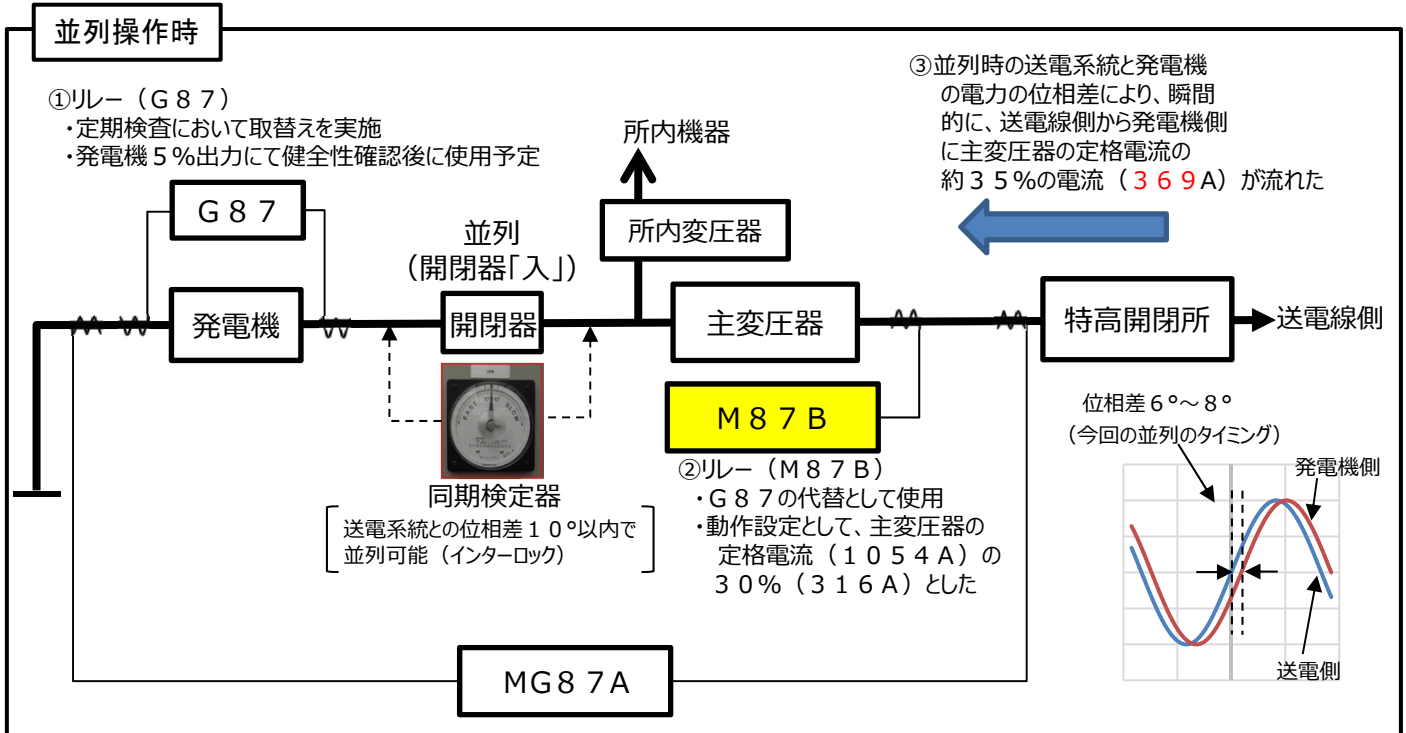 並列操作時
①リレー（Ｇ８７）
・定期検査において取替えを実施
・発電機５％出力にて健全性確認後に使用予定
③並列時の送電系統と発電機
の電力の位相差により、瞬間
的に、送電線側から発電機側
に主変圧器の定格電流の
約３５％の電流（３６９A）が流れた
所内機器
Ｇ８７
並列
（開閉器「入」）
所内変圧器
発電機
開閉器
主変圧器
特高開閉所
送電線側
FAST SLOW
Ｍ８７Ｂ
同期検定器
送電系統との位相差１０°以内で
並列可能（インターロック）
②リレー（Ｍ８７Ｂ）
・Ｇ８７の代替として使用
・動作設定として、主変圧器の
定格電流（１０５４A）の
３０％（３１６A）とした
位相差６°～８°
（今回の並列のタイミング）
発電機側
送電側
ＭＧ８７Ａ